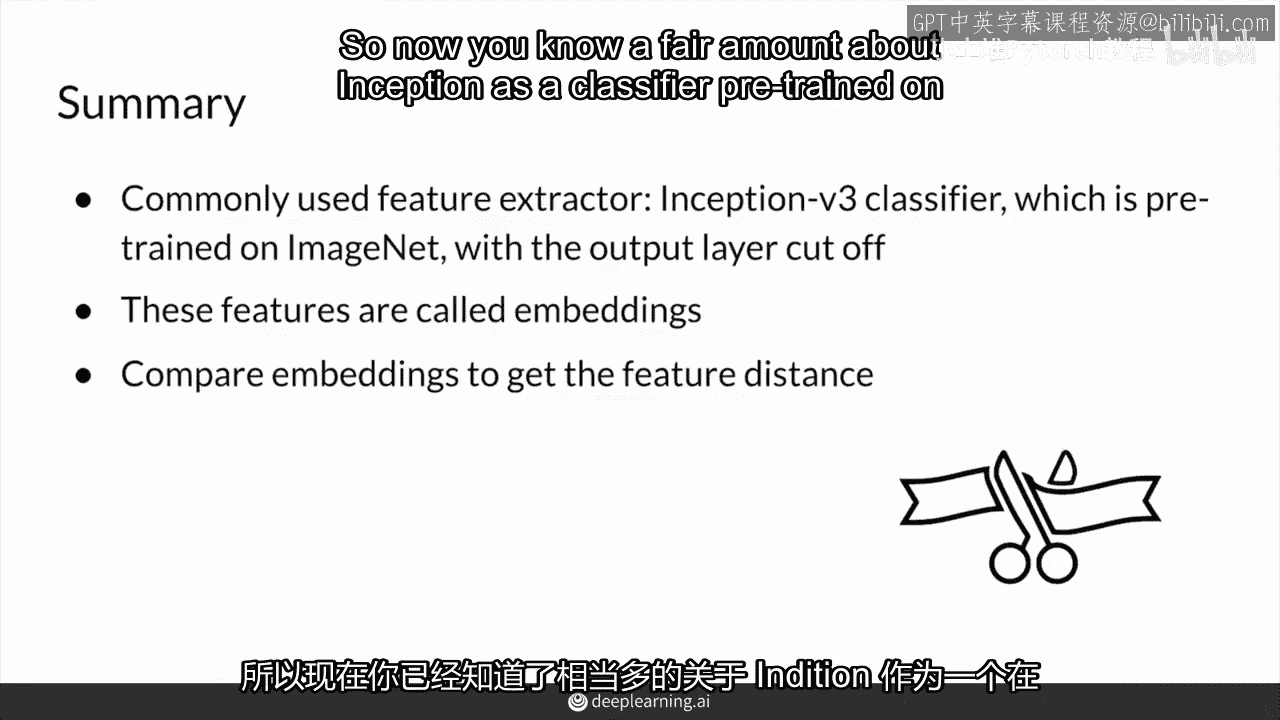 GPT中英字幕课程资源@bilibili.com
So now you know a fair amount about
Inception as a classifier pre-trained on
Summary
● Commonly used feature extractor: Inception-v3 classifier, which is pre-
trained on ImageNet, with the output layer cut off
● These features are called embeddings
● Compare embeddings to get the feature distance
所以现在你已经知道了相当多的关于 Indition 作为一个在
deeplearning.ai